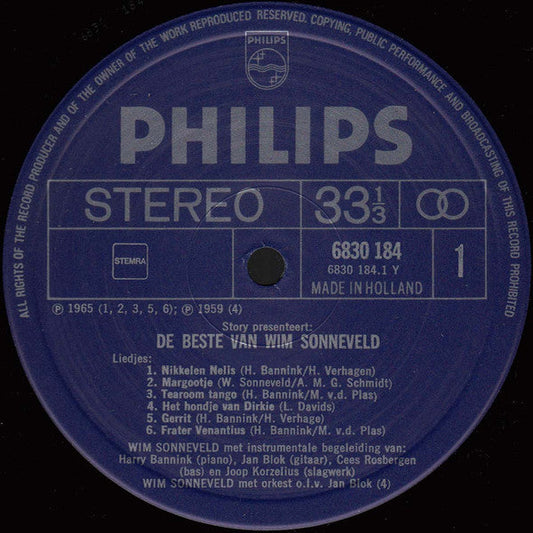 ALL RIGHTS OF THE RECORD PRODUCER AND OF THE OWNER OF THE WORK REPRODUCED RESERVED. COPYING, PUBLIC PERFORMANCE AND BROADCASTING OF THIS RECORD PROHIBITED
PHILIPS
PHILIPS
STEREO 33⅓
STEMRA
6830 184
6830 184.1 Y
MADE IN HOLLAND
1
Ⓟ 1965 (1, 2, 3, 5, 6); Ⓟ 1959 (4)
Story presenteert:
DE BESTE VAN WIM SONNEVELD
Liedjes:
1. Nikkelen Nelis (H. Bannink/H. Verhagen)
2. Margootje (W. Sonneveld/A. M. G. Schmidt)
3. Tearoom tango (H. Bannink/M. v.d. Plas)
4. Het hondje van Dirkie (L. Davids)
5. Gerrit (H. Bannink/H. Verhage)
6. Frater Venantius (H. Bannink/M. v.d. Plas)
WIM SONNEVELD met instrumentale begeleiding van:
Harry Bannink (piano), Jan Blok (gitaar), Cees Rosbergen
(bas) en Joop Korzelius (slagwerk)
WIM SONNEVELD met orkest o.l.v. Jan Blok (4)